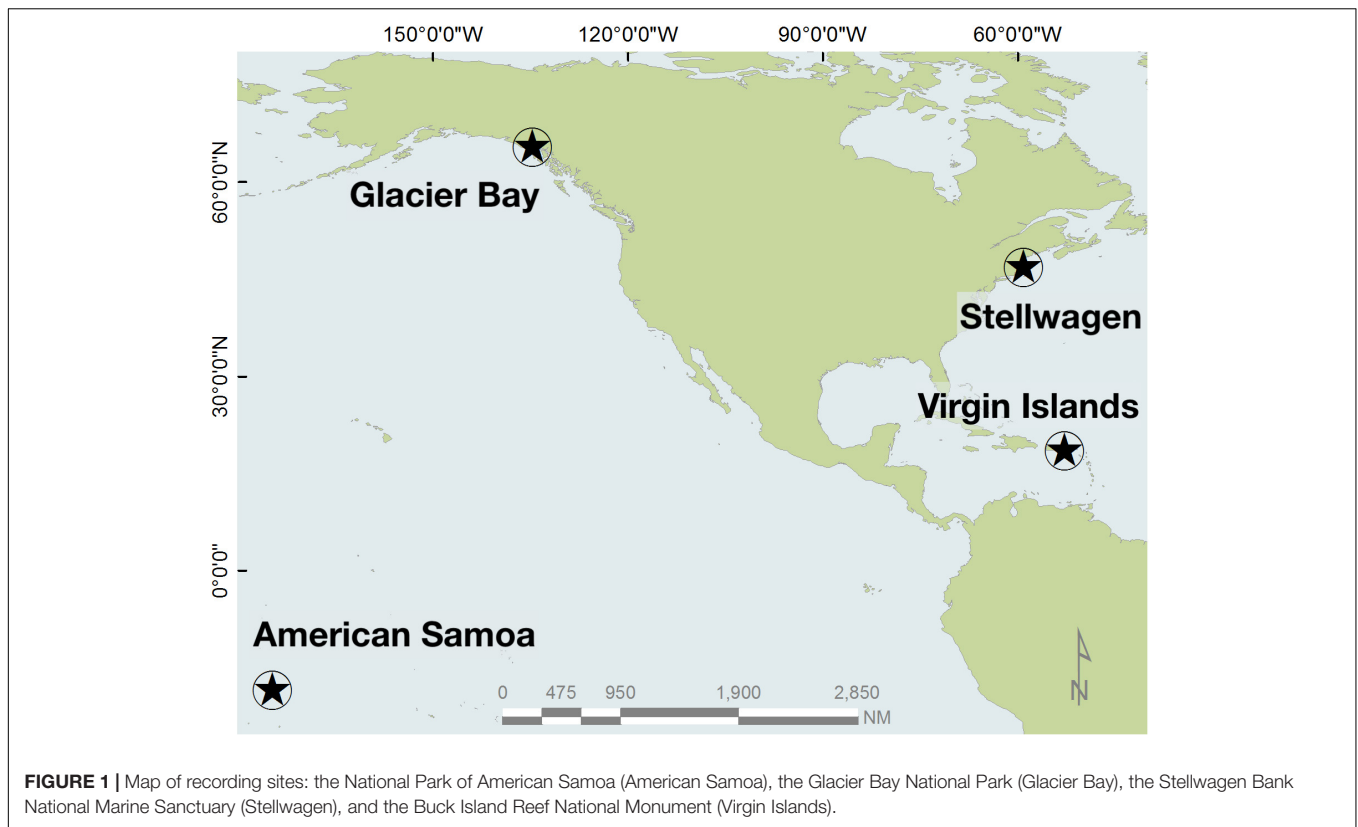 150°0'0"W 120°0'0"W 90°0'0"W 60°0'0"W
60°0'0"N
Glacier Bay
Stellwagen
30°0'0"N
Virgin Islands
0°0'0"
American Samoa
0 475 950 1,900 2,850
NM
N
FIGURE 1 | Map of recording sites: the National Park of American Samoa (American Samoa), the Glacier Bay National Park (Glacier Bay), the Stellwagen Bank
National Marine Sanctuary (Stellwagen), and the Buck Island Reef National Monument (Virgin Islands).